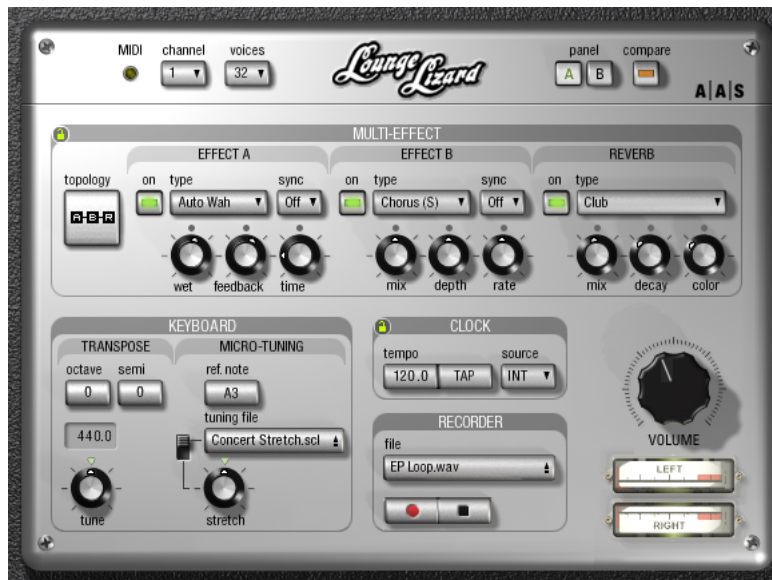 MIDI channel voices
1 32
Lounge
Lizard
panel compare
A B
A|A|S
MULTI-EFFECT
EFFECT A EFFECT B REVERB
topology on type sync on type sync on type
A-B-R Auto Wah Off Chorus (S) Off Club
wet feedback time mix depth rate mix decay color
KEYBOARD
TRANSPOSE MICRO-TUNING
octave semi ref. note
0 0 A3
tuning file
440.0 Concert Stretch.scl
tune stretch
CLOCK
tempo source
120.0 TAP INT
RECORDER
file
EP Loop.wav
VOLUME
LEFT
RIGHT